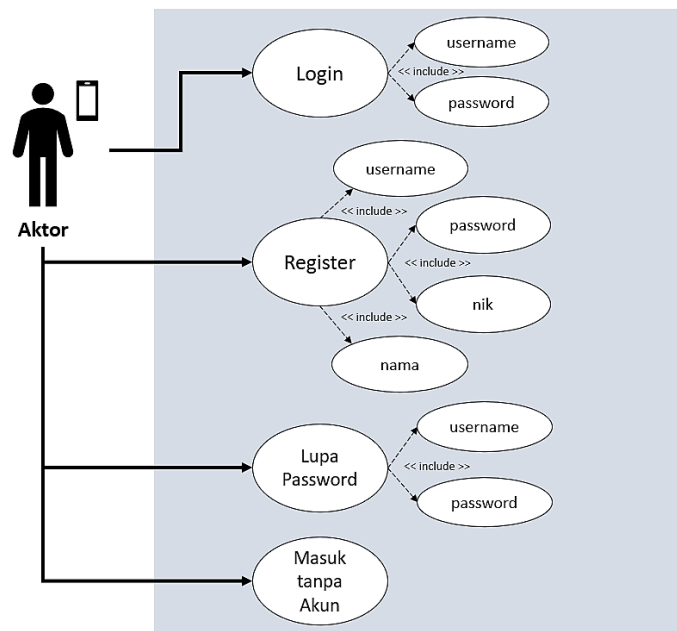 username
Login
<< include >>
password
Aktor
username
<< include >>
password
Register
<< include >>
nik
<< include >>
nama
username
Lupa
Password
<< include >>
password
Masuk
tanpa
Akun